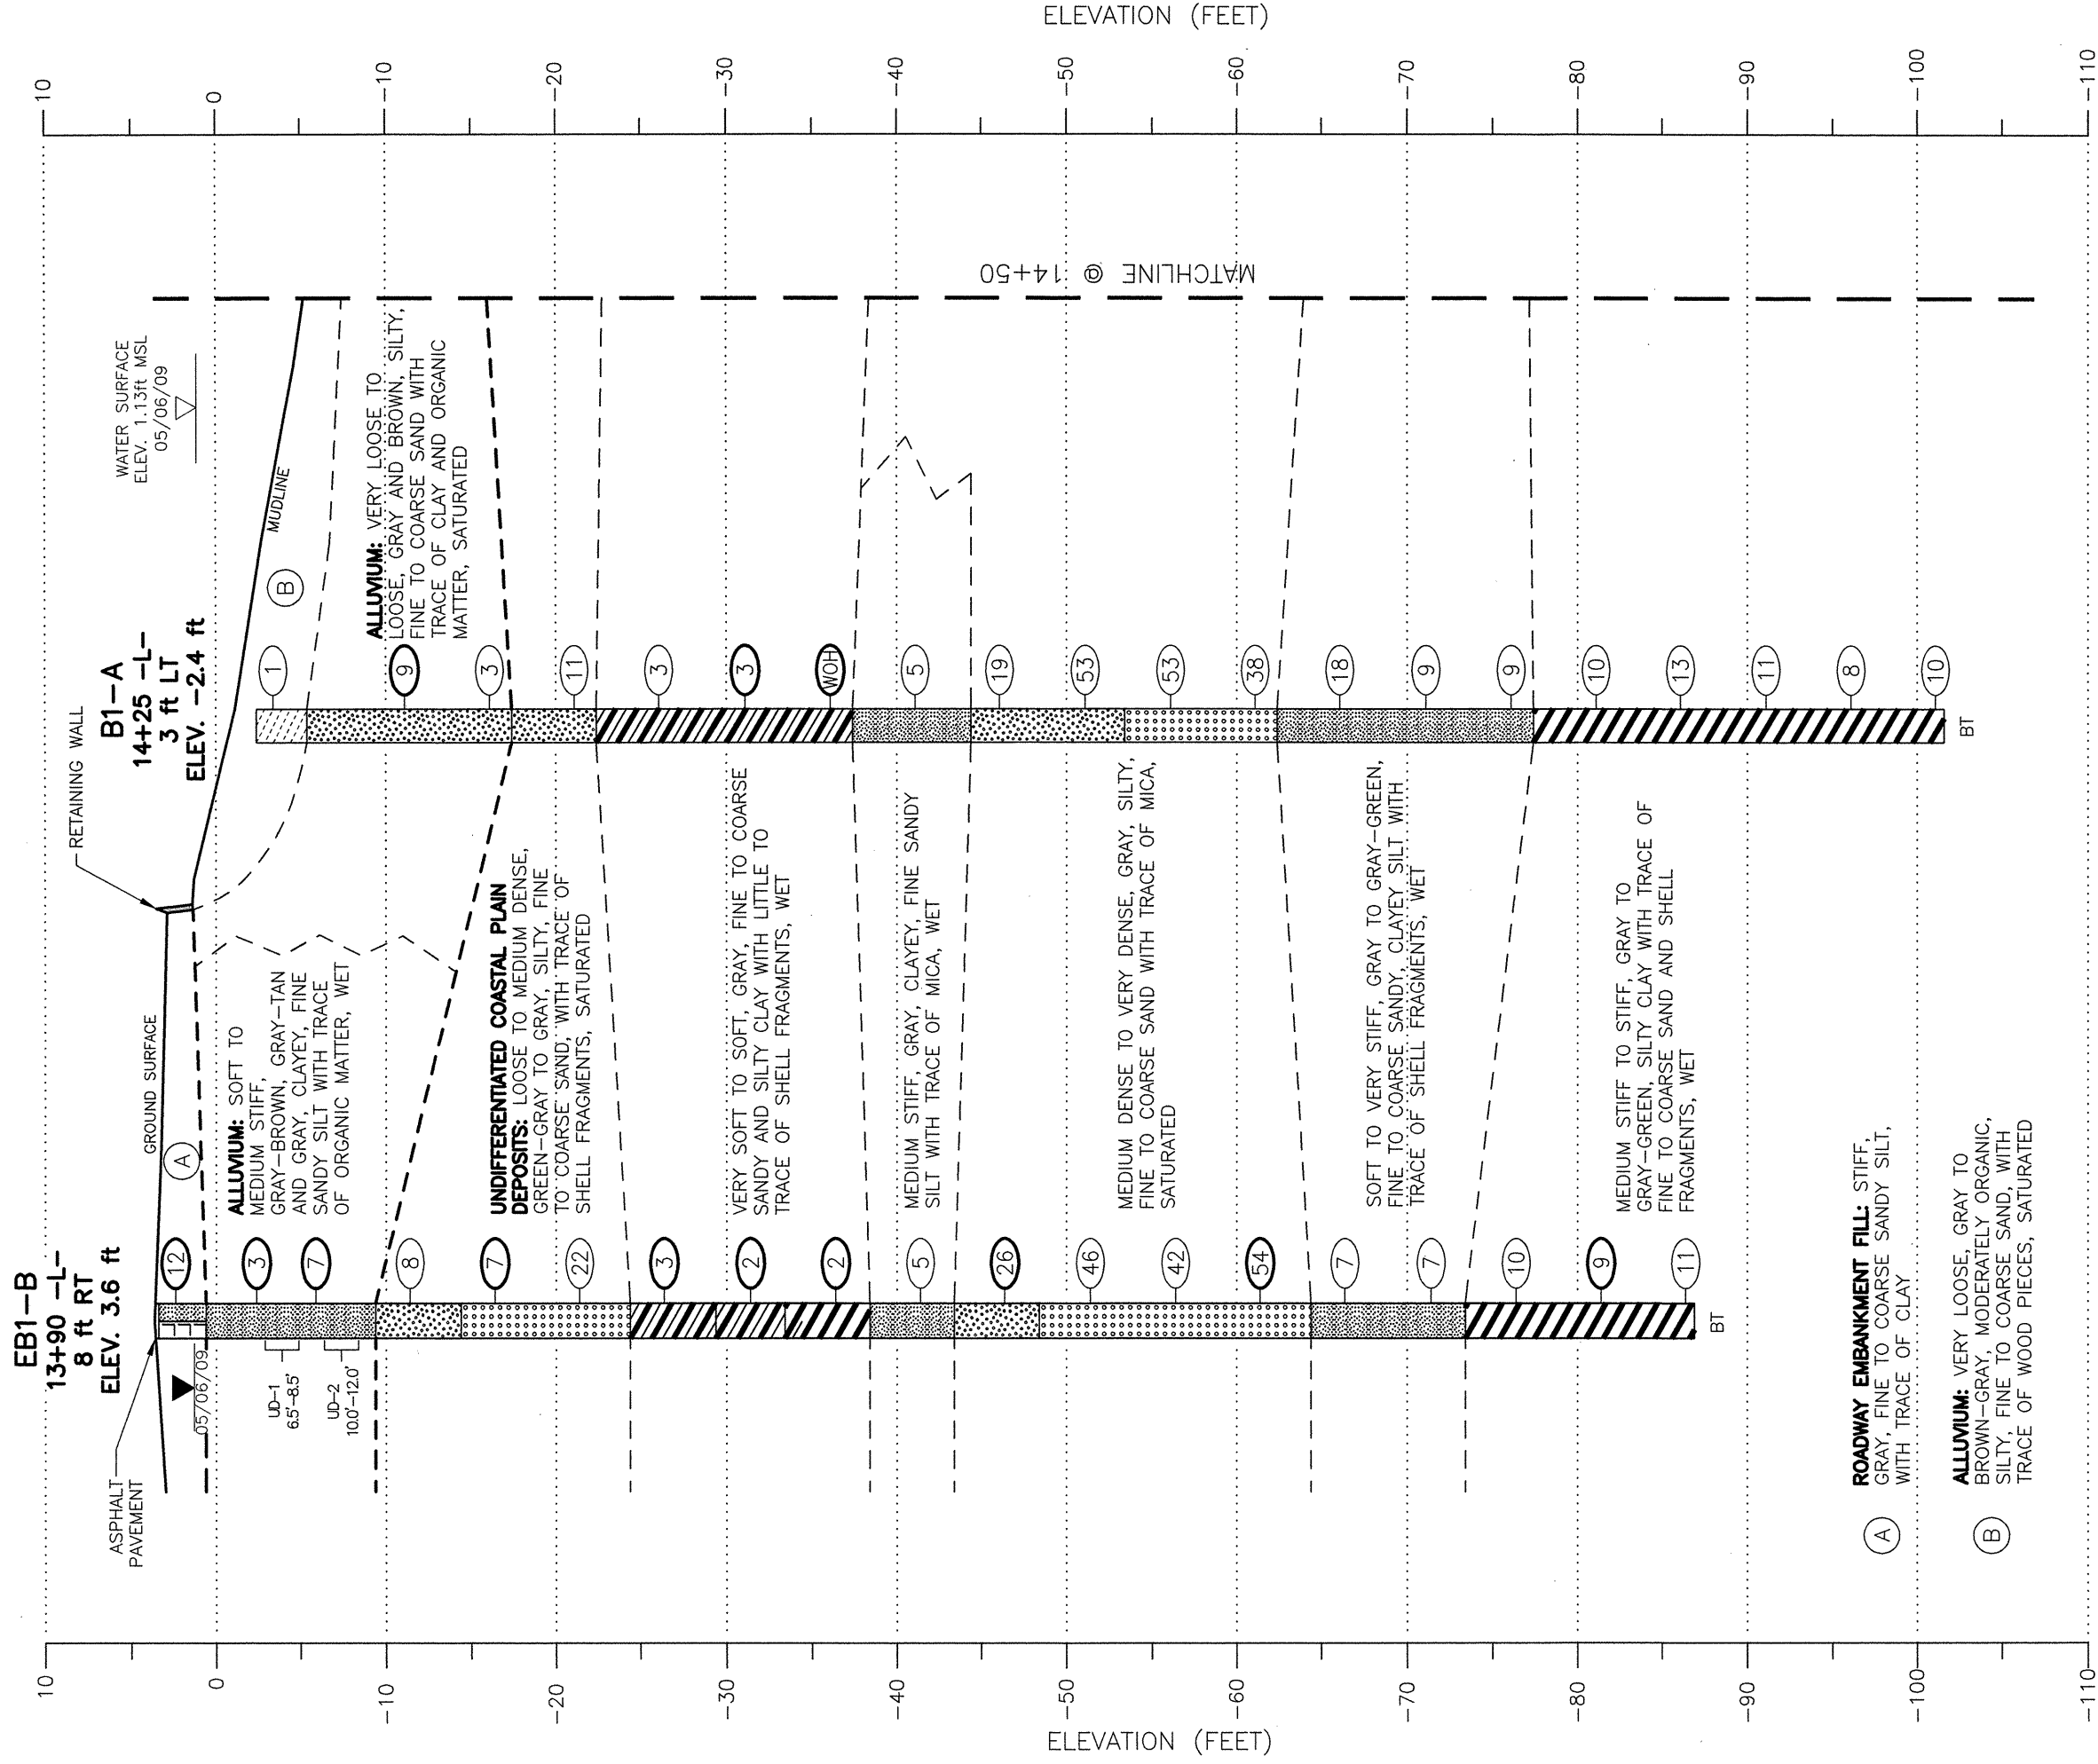 EB1-B
13+90 -L-
8 ft RT
ELEV. 3.6 ft
B1-A
14+25 -L-
3 ft LT
ELEV. -2.4 ft
RETAINING WALL
WATER SURFACE
ELEV. 1.13ft MSL
05/06/09
ASPHALT
PAVEMENT
GROUND SURFACE
MUDLINE
MATCHLINE @ 14+50
05/06/09
UD-1
6.5'-8.5'
UD-2
10.0'-12.0'
A
B
ALLUVIUM: SOFT TO
MEDIUM STIFF,
GRAY-BROWN, GRAY-TAN
AND GRAY, CLAYEY, FINE
SANDY SILT WITH TRACE
OF ORGANIC MATTER, WET
ALLUVIUM: VERY LOOSE TO
LOOSE, GRAY AND BROWN, SILTY,
FINE TO COARSE SAND WITH
TRACE OF CLAY AND ORGANIC
MATTER, SATURATED
UNDIFFERENTIATED COASTAL PLAIN
DEPOSITS: LOOSE TO MEDIUM DENSE,
GREEN-GRAY TO GRAY, SILTY, FINE
TO COARSE SAND, WITH TRACE OF
SHELL FRAGMENTS, SATURATED
VERY SOFT TO SOFT, GRAY, FINE TO COARSE
SANDY AND SILTY CLAY WITH LITTLE TO
TRACE OF SHELL FRAGMENTS, WET
MEDIUM STIFF, GRAY, CLAYEY, FINE SANDY
SILT WITH TRACE OF MICA, WET
MEDIUM DENSE TO VERY DENSE, GRAY, SILTY,
FINE TO COARSE SAND WITH TRACE OF MICA,
SATURATED
SOFT TO VERY STIFF, GRAY TO GRAY-GREEN,
FINE TO COARSE SANDY, CLAYEY SILT WITH
TRACE OF SHELL FRAGMENTS, WET
MEDIUM STIFF TO STIFF, GRAY TO
GRAY-GREEN, SILTY CLAY WITH TRACE OF
FINE TO COARSE SAND AND SHELL
FRAGMENTS, WET
12
3
7
8
7
22
3
2
2
5
26
46
42
54
7
7
10
9
11
BT
1
9
3
11
3
3
WOH
5
19
53
53
38
18
9
9
10
13
11
8
10
BT
A
ROADWAY EMBANKMENT FILL: STIFF,
GRAY, FINE TO COARSE SANDY SILT,
WITH TRACE OF CLAY
B
ALLUVIUM: VERY LOOSE, GRAY TO
BROWN-GRAY, MODERATELY ORGANIC,
SILTY, FINE TO COARSE SAND, WITH
TRACE OF WOOD PIECES, SATURATED
10
0
-10
-20
-30
-40
-50
-60
-70
-80
-90
-100
-110
ELEVATION (FEET)
10
0
-10
-20
-30
-40
-50
-60
-70
-80
-90
-100
-110
ELEVATION (FEET)